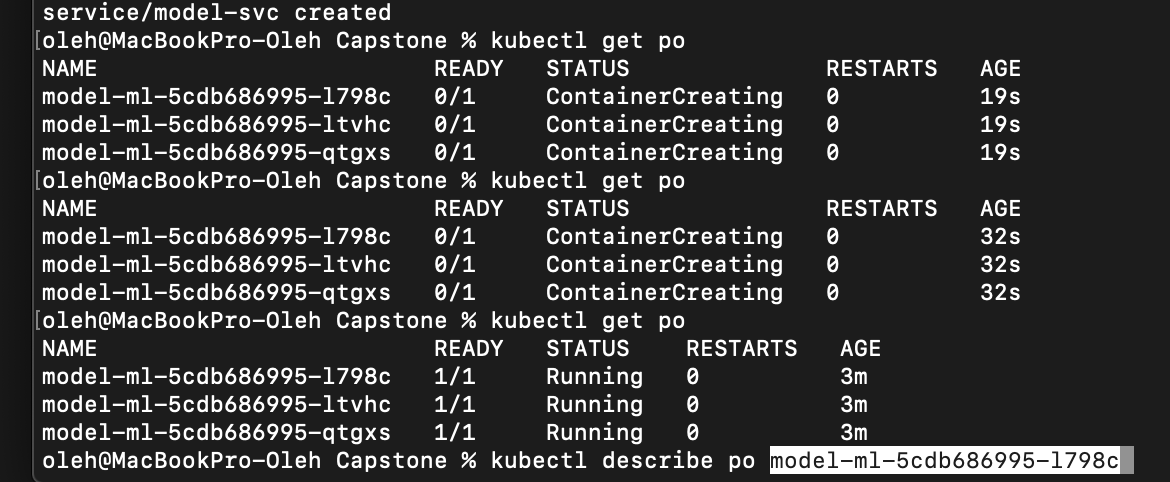 service/model-svc created
[oleh@MacBookPro-Oleh Capstone % kubectl get po
NAME READY STATUS RESTARTS AGE
model-ml-5cdb686995-l798c 0/1 ContainerCreating 0 19s
model-ml-5cdb686995-ltvhc 0/1 ContainerCreating 0 19s
model-ml-5cdb686995-qtgxs 0/1 ContainerCreating 0 19s
[oleh@MacBookPro-Oleh Capstone % kubectl get po
NAME READY STATUS RESTARTS AGE
model-ml-5cdb686995-l798c 0/1 ContainerCreating 0 32s
model-ml-5cdb686995-ltvhc 0/1 ContainerCreating 0 32s
model-ml-5cdb686995-qtgxs 0/1 ContainerCreating 0 32s
[oleh@MacBookPro-Oleh Capstone % kubectl get po
NAME READY STATUS RESTARTS AGE
model-ml-5cdb686995-l798c 1/1 Running 0 3m
model-ml-5cdb686995-ltvhc 1/1 Running 0 3m
model-ml-5cdb686995-qtgxs 1/1 Running 0 3m
oleh@MacBookPro-Oleh Capstone % kubectl describe po model-ml-5cdb686995-l798c